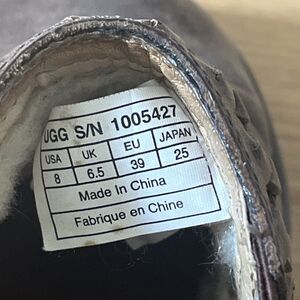 UGG S/N 1005427
USA UK EU JAPAN
8 6.5 39 25
Made In China
Fabrique en Chine